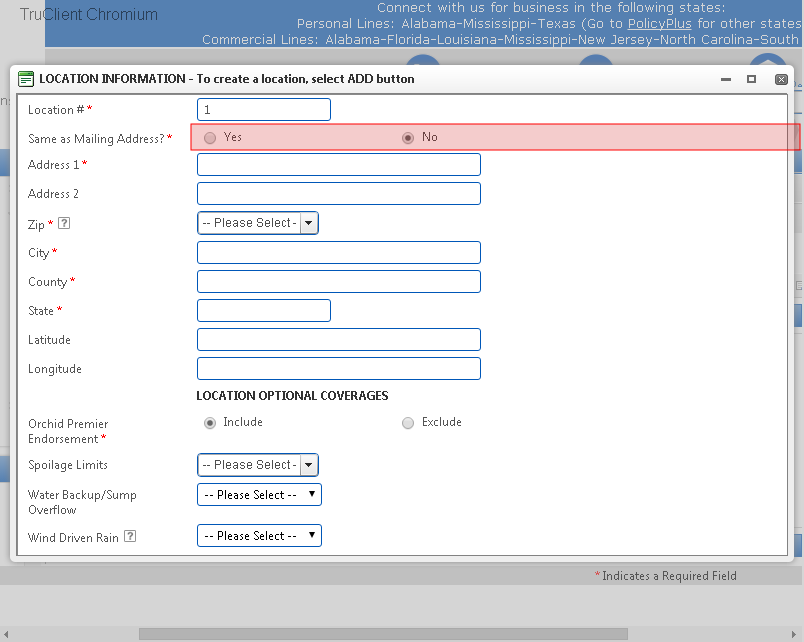 TruClient Chromium
Connect with us for business in the following states:
Personal Lines: Alabama-Mississippi-Texas (Go to PolicyPlus for other states
Commercial Lines: Alabama-Florida-Louisiana-Mississippi-New Jersey-North Carolina-South
LOCATION INFORMATION - To create a location, select ADD button
Location # * 1
Same as Mailing Address? * Yes No
Address 1 *
Address 2
Zip * ? -- Please Select -
City *
County *
State *
Latitude
Longitude
LOCATION OPTIONAL COVERAGES
Orchid Premier Include Exclude
Endorsement *
Spoilage Limits -- Please Select -
Water Backup/Sump -- Please Select --
Overflow
Wind Driven Rain ? -- Please Select --
* Indicates a Required Field